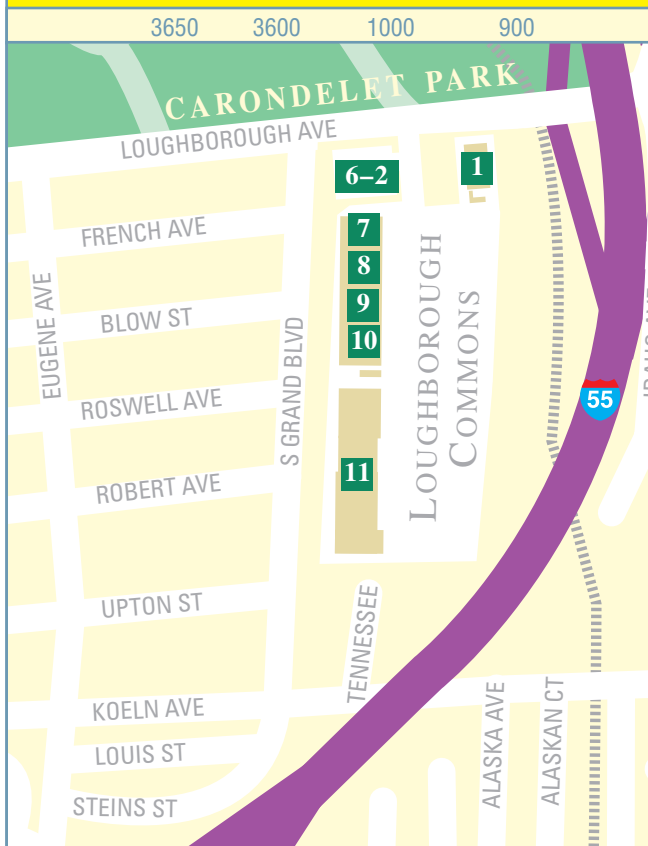 3650 3600 1000 900
CARONDELET PARK
LOUGHBOROUGH AVE
6–2
1
FRENCH AVE
7
8
9
10
11
EUGENE AVE
BLOW ST
S GRAND BLVD
LOUGHBOROUGH
COMMONS
55
ROSWELL AVE
ROBERT AVE
UPTON ST
TENNESSEE
KOELN AVE
LOUIS ST
STEINS ST
ALASKA AVE
ALASKAN CT